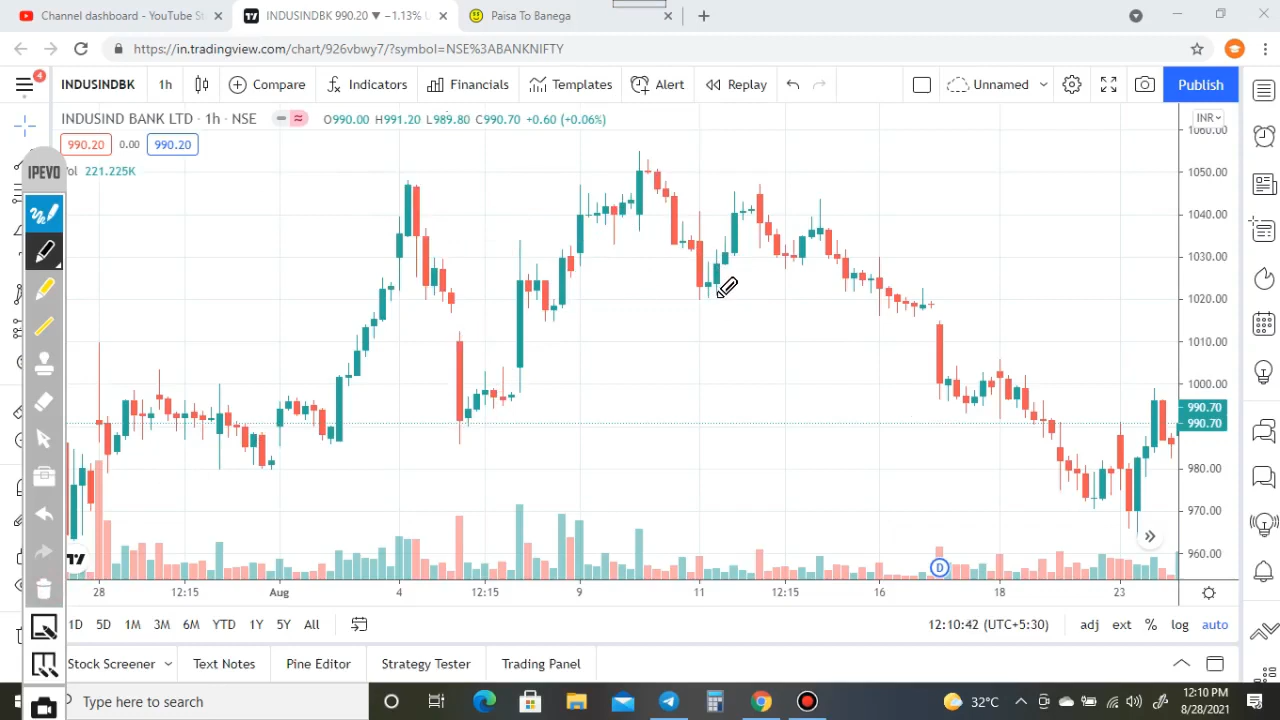 Channel dashboard - YouTube St
INDUSINDBK 990.20 ▼ −1.13%
Paisa To Banega
https://in.tradingview.com/chart/926vbwy7/?symbol=NSE%3ABANKNIFTY
4
INDUSINDBK
1h
Compare
Indicators
Financials
Templates
Alert
Replay
Unnamed
Publish
INDUSIND BANK LTD · 1h · NSE
O990.00 H991.20 L989.80 C990.70 +0.60 (+0.06%)
INR
990.20 0.00 990.20
IPEVO
Vol 221.225K
1060.00
1050.00
1040.00
1030.00
1020.00
1010.00
1000.00
990.70
990.70
980.00
970.00
960.00
D
28 12:15 Aug 4 12:15 9 11 12:15 16 18 23
1D 5D 1M 3M 6M YTD 1Y 5Y All
12:10:42 (UTC+5:30)
adj ext % log auto
Stock Screener
Text Notes
Pine Editor
Strategy Tester
Trading Panel
Type here to search
32°C
12:10 PM
8/28/2021